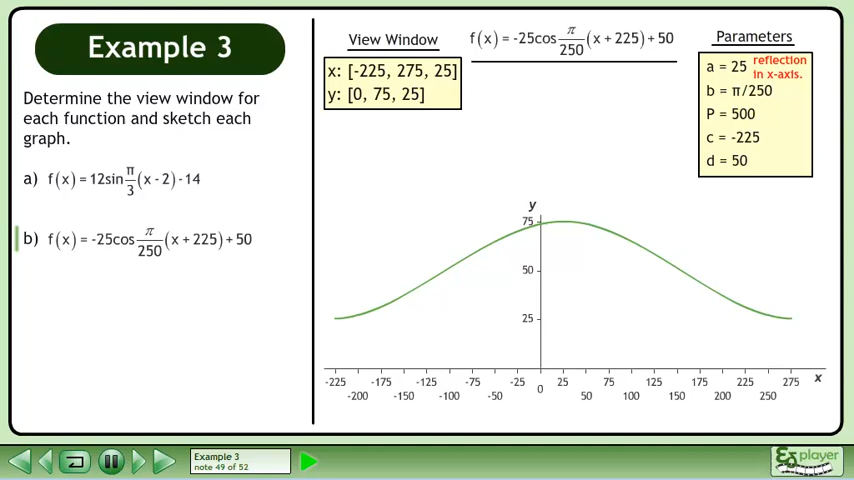 Example 3
Determine the view window for
each function and sketch each
graph.
a) f(x) = 12sin π/3 (x - 2) - 14
b) f(x) = -25cos π/250 (x + 225) + 50
View Window
x: [-225, 275, 25]
y: [0, 75, 25]
f(x) = -25cos π/250 (x + 225) + 50
Parameters
a = 25 reflection in x-axis.
b = π/250
P = 500
c = -225
d = 50
y
75
50
25
-225 -175 -125 -75 -25 0 25 75 125 175 225 275 x
-200 -150 -100 -50 50 100 150 200 250
Example 3
note 49 of 52
player